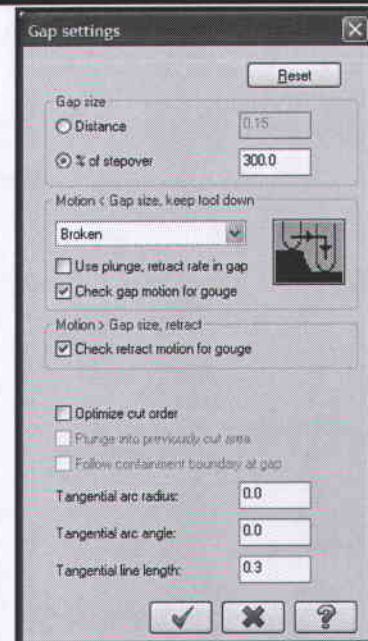 Gap settings
Reset
Gap size
Distance 0.15
% of stepover 300.0
Motion < Gap size, keep tool down
Broken
Use plunge, retract rate in gap
Check gap motion for gouge
Motion > Gap size, retract
Check retract motion for gouge
Optimize cut order
Plunge into previously cut area
Follow containment boundary at gap
Tangential arc radius: 0.0
Tangential arc angle: 0.0
Tangential line length: 0.3